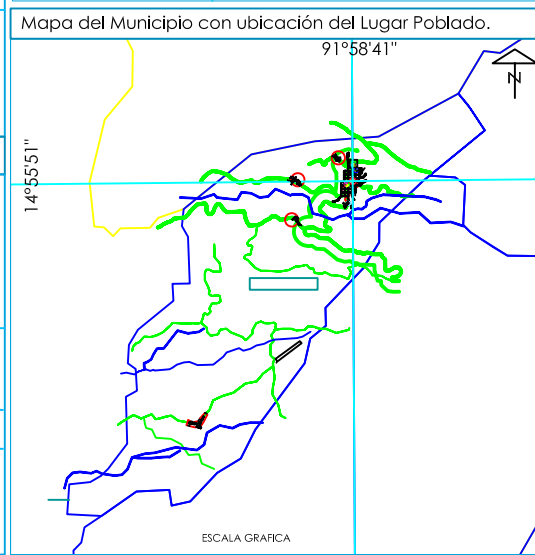 Mapa del Municipio con ubicación del Lugar Poblado.
91°58'41"
N
14°55'51"
ESCALA GRAFICA